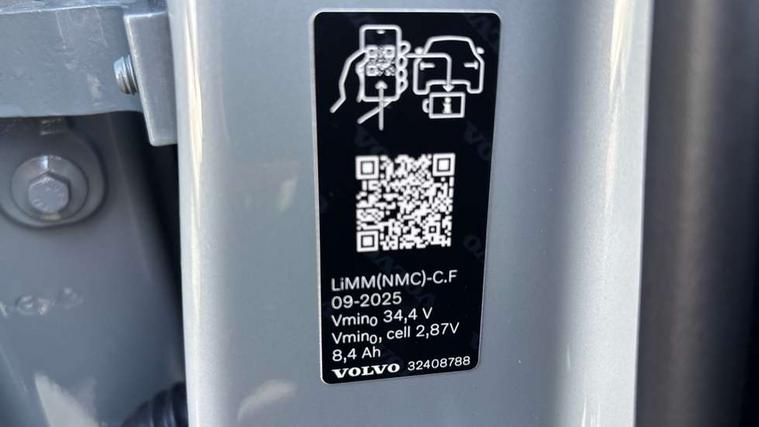 LiMM(NMC)-C.F
09-2025
Vmin₀ 34,4 V
Vmin₀, cell 2,87V
8,4 Ah
VOLVO 32408788